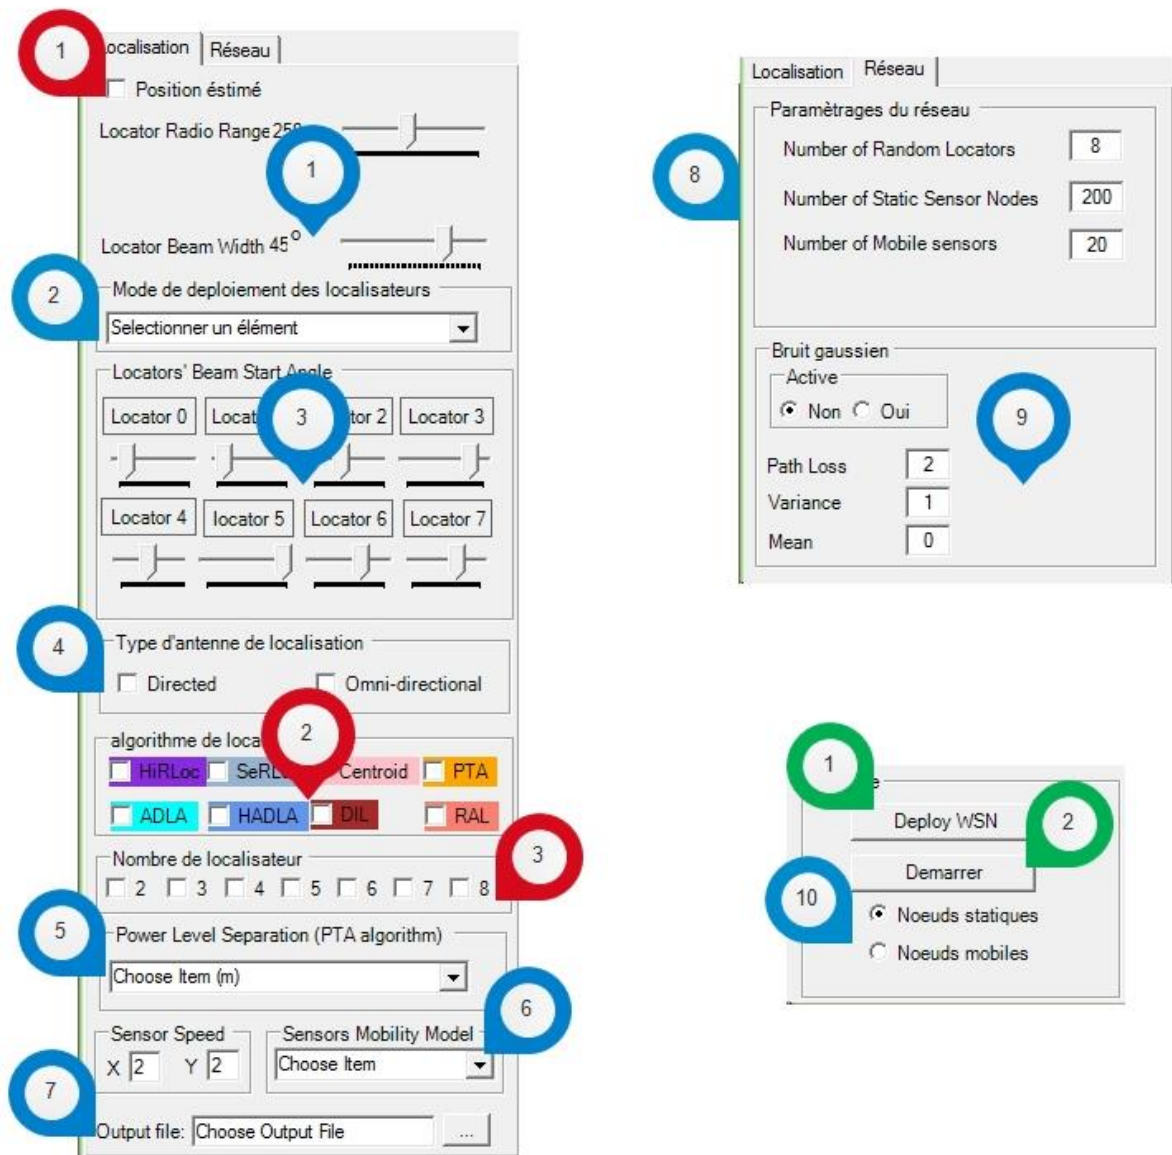 1
ocalisation Réseau
Position éstimé
Locator Radio Range 25
1
Locator Beam Width 45°
2
Mode de deploiement des localisateurs
Selectionner un élément
Locators' Beam Start Angle
Locator 0 Locat tor 2 Locator 3
3
Locator 4 locator 5 Locator 6 Locator 7
4
Type d'antenne de localisation
Directed Omni-directional
2
algorithme de loca
HiRLoc SeRL Centroid PTA
ADLA HADLA DIL RAL
3
Nombre de localisateur
2 3 4 5 6 7 8
5
Power Level Separation (PTA algorithm)
Choose Item (m)
6
Sensor Speed Sensors Mobility Model
X 2 Y 2 Choose Item
7
Output file: Choose Output File ...
Localisation Réseau
Paramètrages du réseau
8
Number of Random Locators 8
Number of Static Sensor Nodes 200
Number of Mobile sensors 20
Bruit gaussien
Active
Non Oui
9
Path Loss 2
Variance 1
Mean 0
1
e
Deploy WSN
2
Demarrer
10
Noeuds statiques
Noeuds mobiles